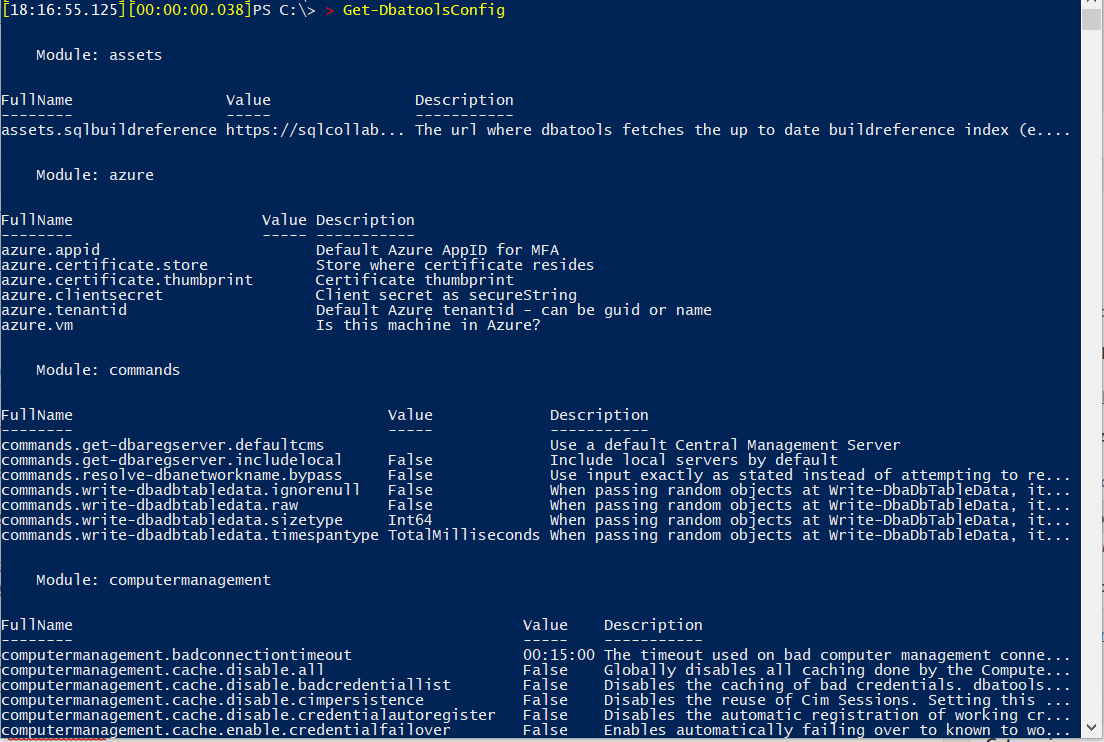 [18:16:55.125][00:00:00.038]PS C:\> > Get-DbatoolsConfig
Module: assets
FullName Value Description
-------- ----- -----------
assets.sqlbuildreference https://sqlcollab... The url where dbatools fetches the up to date buildreference index (e....
Module: azure
FullName Value Description
-------- ----- -----------
azure.appid Default Azure AppID for MFA
azure.certificate.store Store where certificate resides
azure.certificate.thumbprint Certificate thumbprint
azure.clientsecret Client secret as secureString
azure.tenantid Default Azure tenantid - can be guid or name
azure.vm Is this machine in Azure?
Module: commands
FullName Value Description
-------- ----- -----------
commands.get-dbaregserver.defaultcms Use a default Central Management Server
commands.get-dbaregserver.includelocal False Include local servers by default
commands.resolve-dbanetworkname.bypass False Use input exactly as stated instead of attempting to re...
commands.write-dbadbtabledata.ignorenull False When passing random objects at Write-DbaDbTableData, it...
commands.write-dbadbtabledata.raw False When passing random objects at Write-DbaDbTableData, it...
commands.write-dbadbtabledata.sizetype Int64 When passing random objects at Write-DbaDbTableData, it...
commands.write-dbadbtabledata.timespantype TotalMilliseconds When passing random objects at Write-DbaDbTableData, it...
Module: computermanagement
FullName Value Description
-------- ----- -----------
computermanagement.badconnectiontimeout 00:15:00 The timeout used on bad computer management conne...
computermanagement.cache.disable.all False Globally disables all caching done by the Compute...
computermanagement.cache.disable.badcredentiallist False Disables the caching of bad credentials. dbatools...
computermanagement.cache.disable.cimpersistence False Disables the reuse of Cim Sessions. Setting this ...
computermanagement.cache.disable.credentialautoregister False Disables the automatic registration of working cr...
computermanagement.cache.enable.credentialfailover False Enables automatically failing over to known to wo...